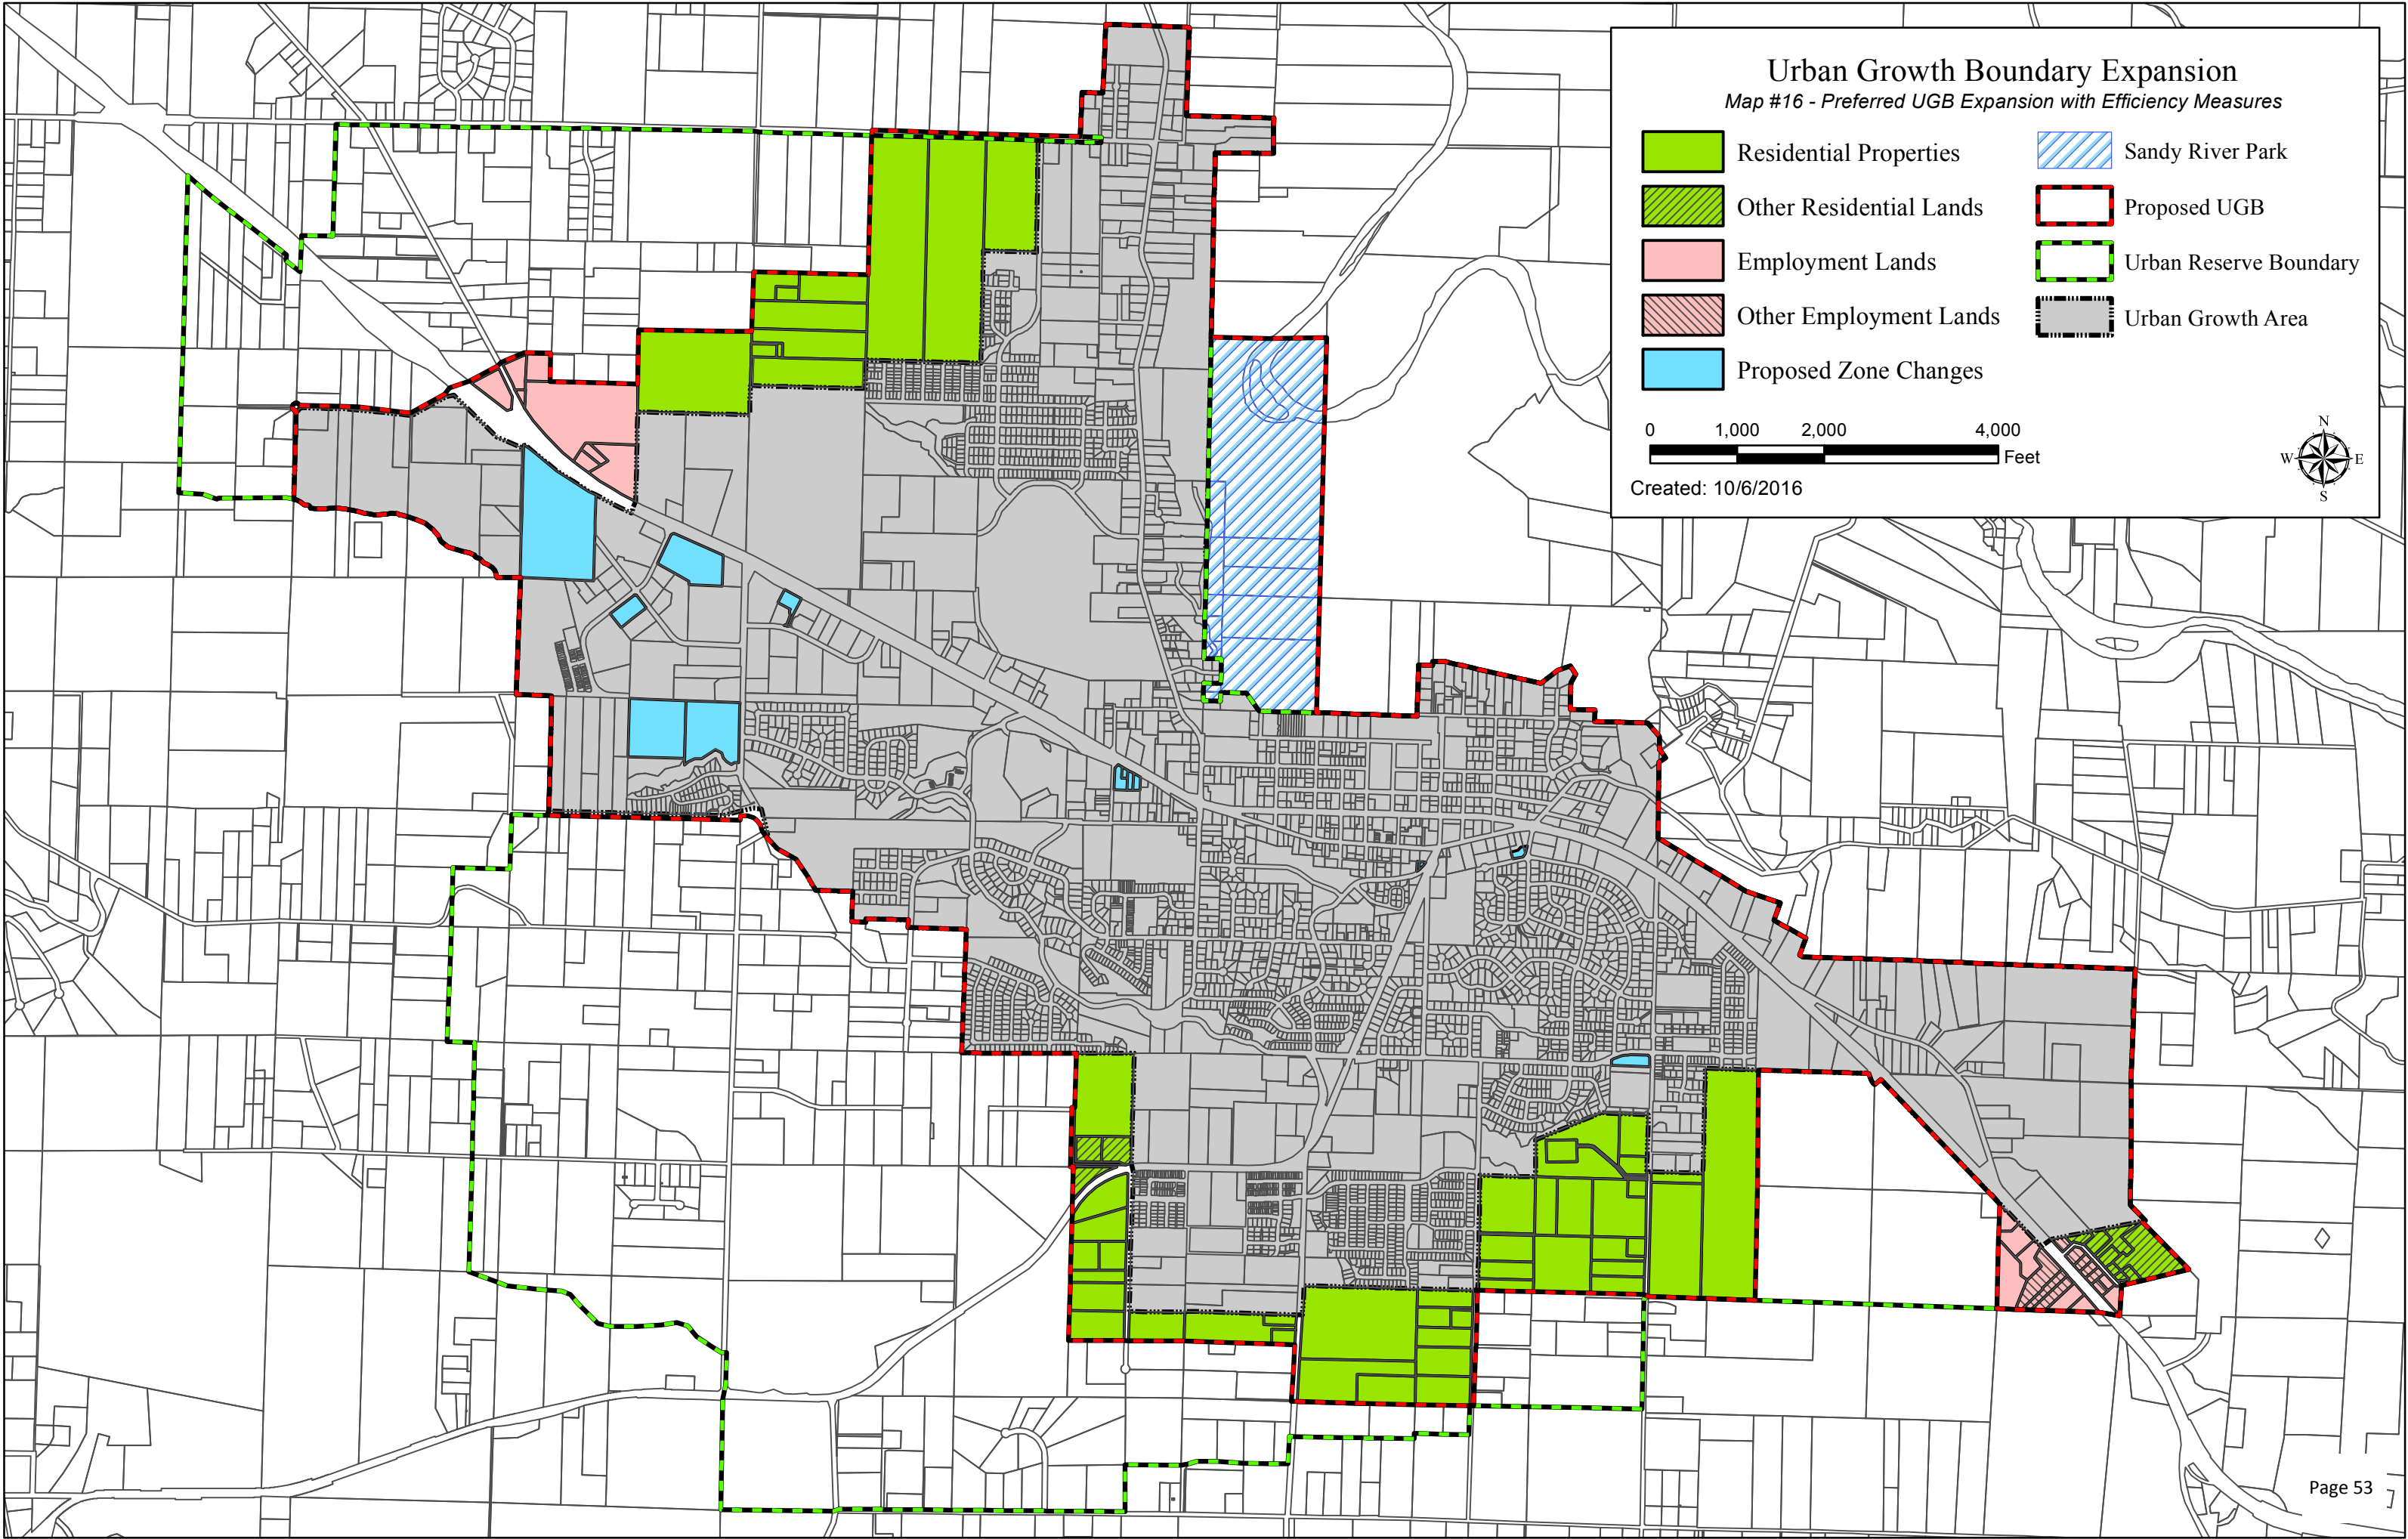 Urban Growth Boundary Expansion
Map #16 - Preferred UGB Expansion with Efficiency Measures
Residential Properties
Other Residential Lands
Employment Lands
Other Employment Lands
Proposed Zone Changes
Sandy River Park
Proposed UGB
Urban Reserve Boundary
Urban Growth Area
0 1,000 2,000 4,000
Feet
N
W E
S
Created: 10/6/2016
Page 53